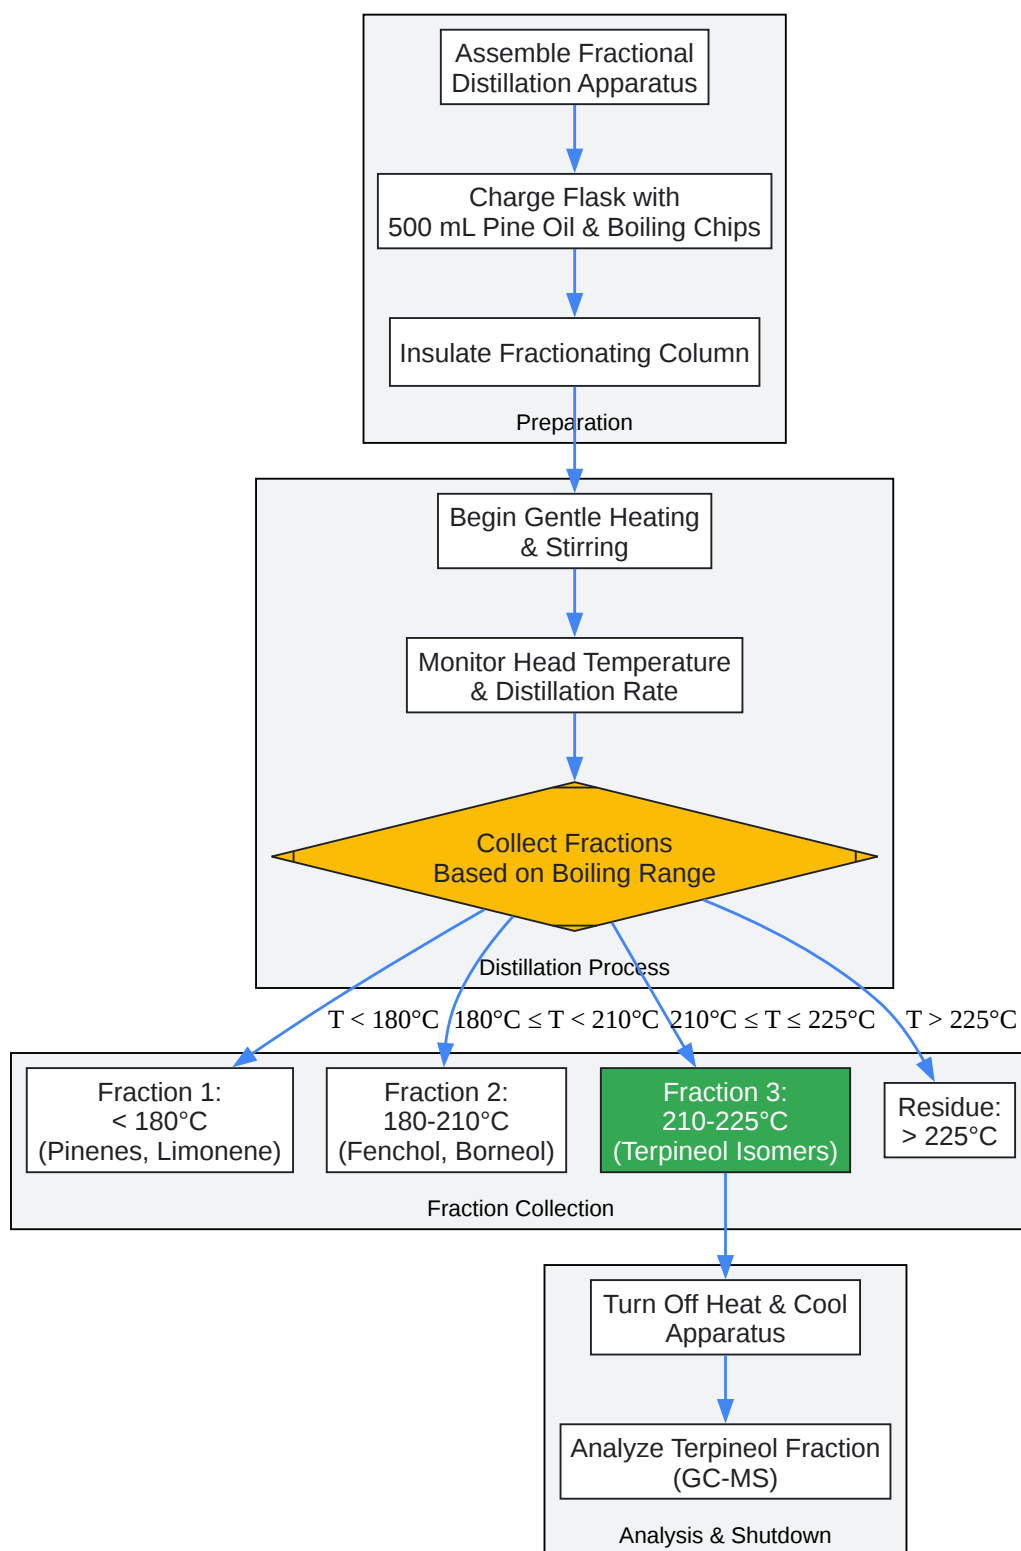 Assemble Fractional
Distillation Apparatus
Charge Flask with
500 mL Pine Oil & Boiling Chips
Insulate Fractionating Column
Preparation
Begin Gentle Heating
& Stirring
Monitor Head Temperature
& Distillation Rate
Collect Fractions
Based on Boiling Range
Distillation Process
T < 180°C
180°C ≤ T < 210°C
210°C ≤ T ≤ 225°C
T > 225°C
Fraction 1:
< 180°C
(Pinenes, Limonene)
Fraction 2:
180-210°C
(Fenchol, Borneol)
Fraction 3:
210-225°C
(Terpineol Isomers)
Residue:
> 225°C
Fraction Collection
Turn Off Heat & Cool
Apparatus
Analyze Terpineol Fraction
(GC-MS)
Analysis & Shutdown